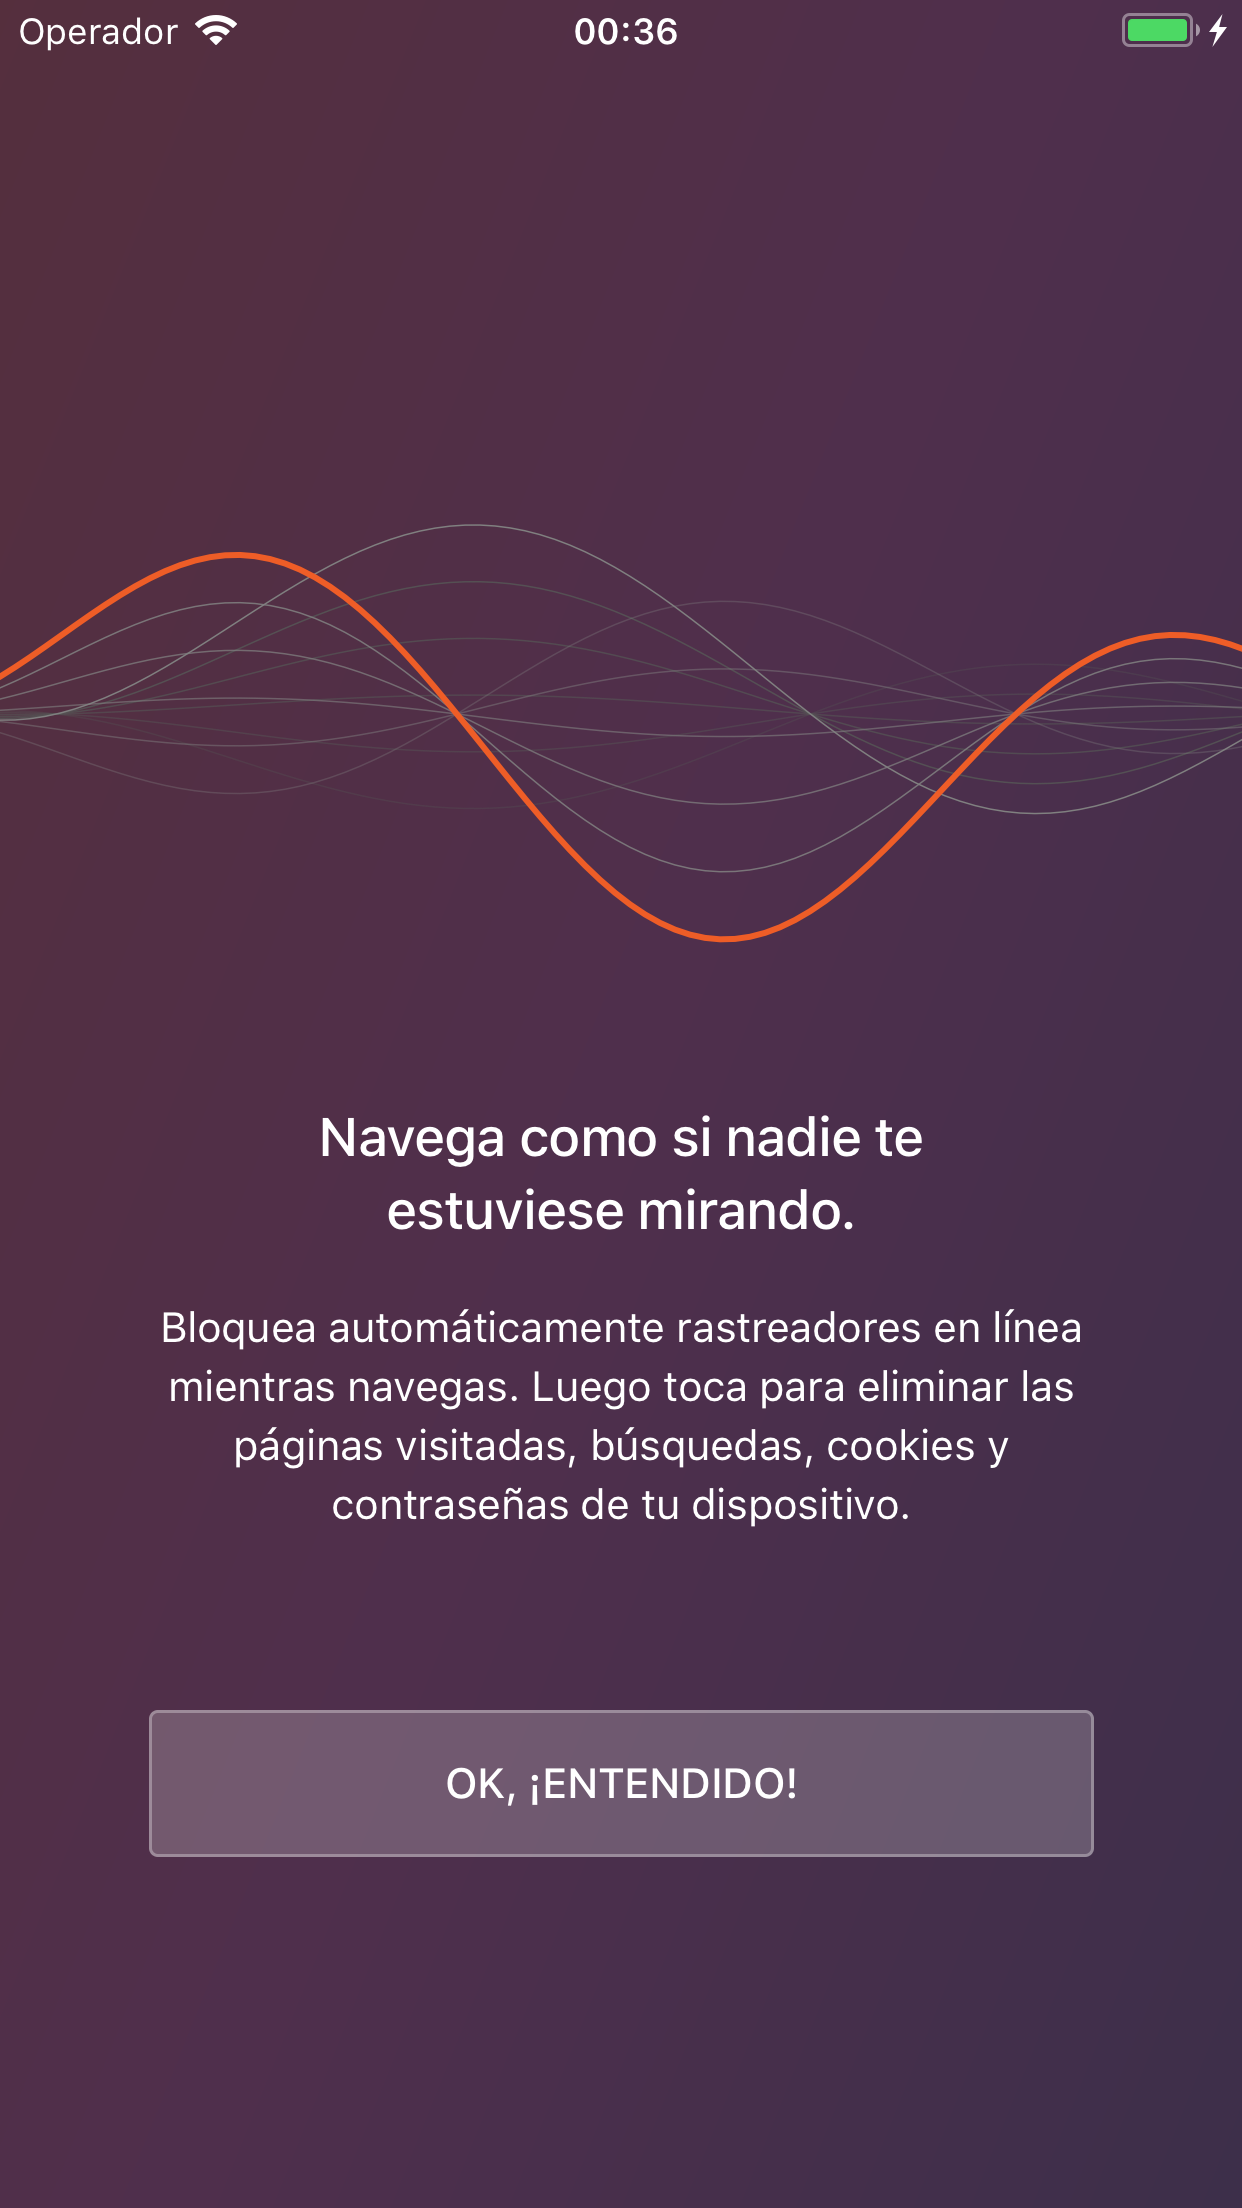 Operador
00:36
Navega como si nadie te
estuviese mirando.
Bloquea automáticamente rastreadores en línea
mientras navegas. Luego toca para eliminar las
páginas visitadas, búsquedas, cookies y
contraseñas de tu dispositivo.
OK, ¡ENTENDIDO!